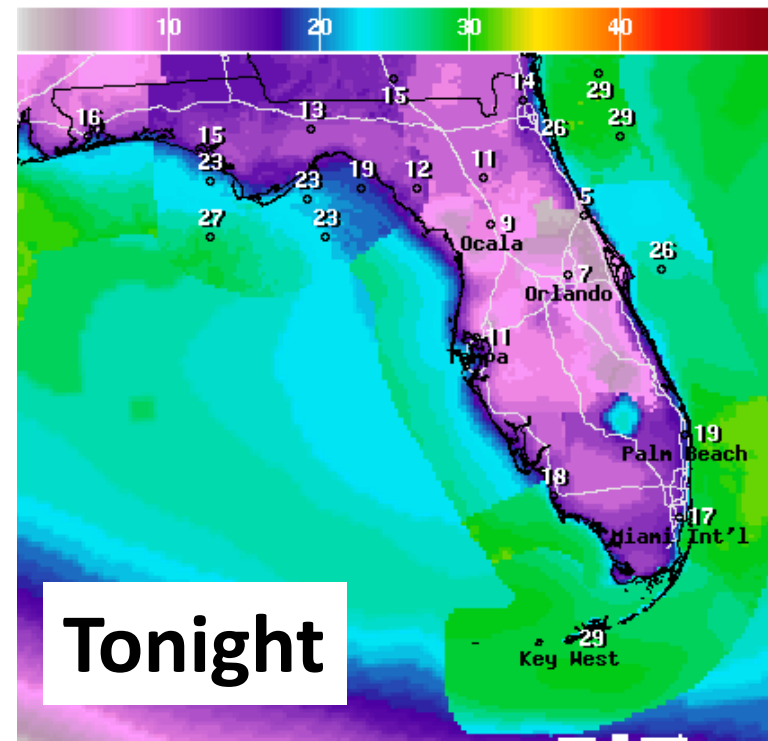 10 20 30 40
14 29
15
16 13 26 29
15
23 19 12 11
23
5
27 23 9
Ocala
26
7
Orlando
11
Tampa
19
Palm Beach
18
17
Miami Int'l
Tonight
29
Key West